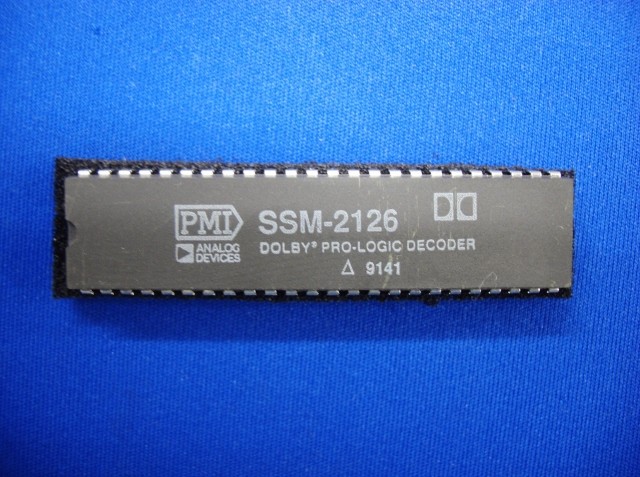 PMI SSM-2126
ANALOG DEVICES DOLBY® PRO-LOGIC DECODER
Δ 9141